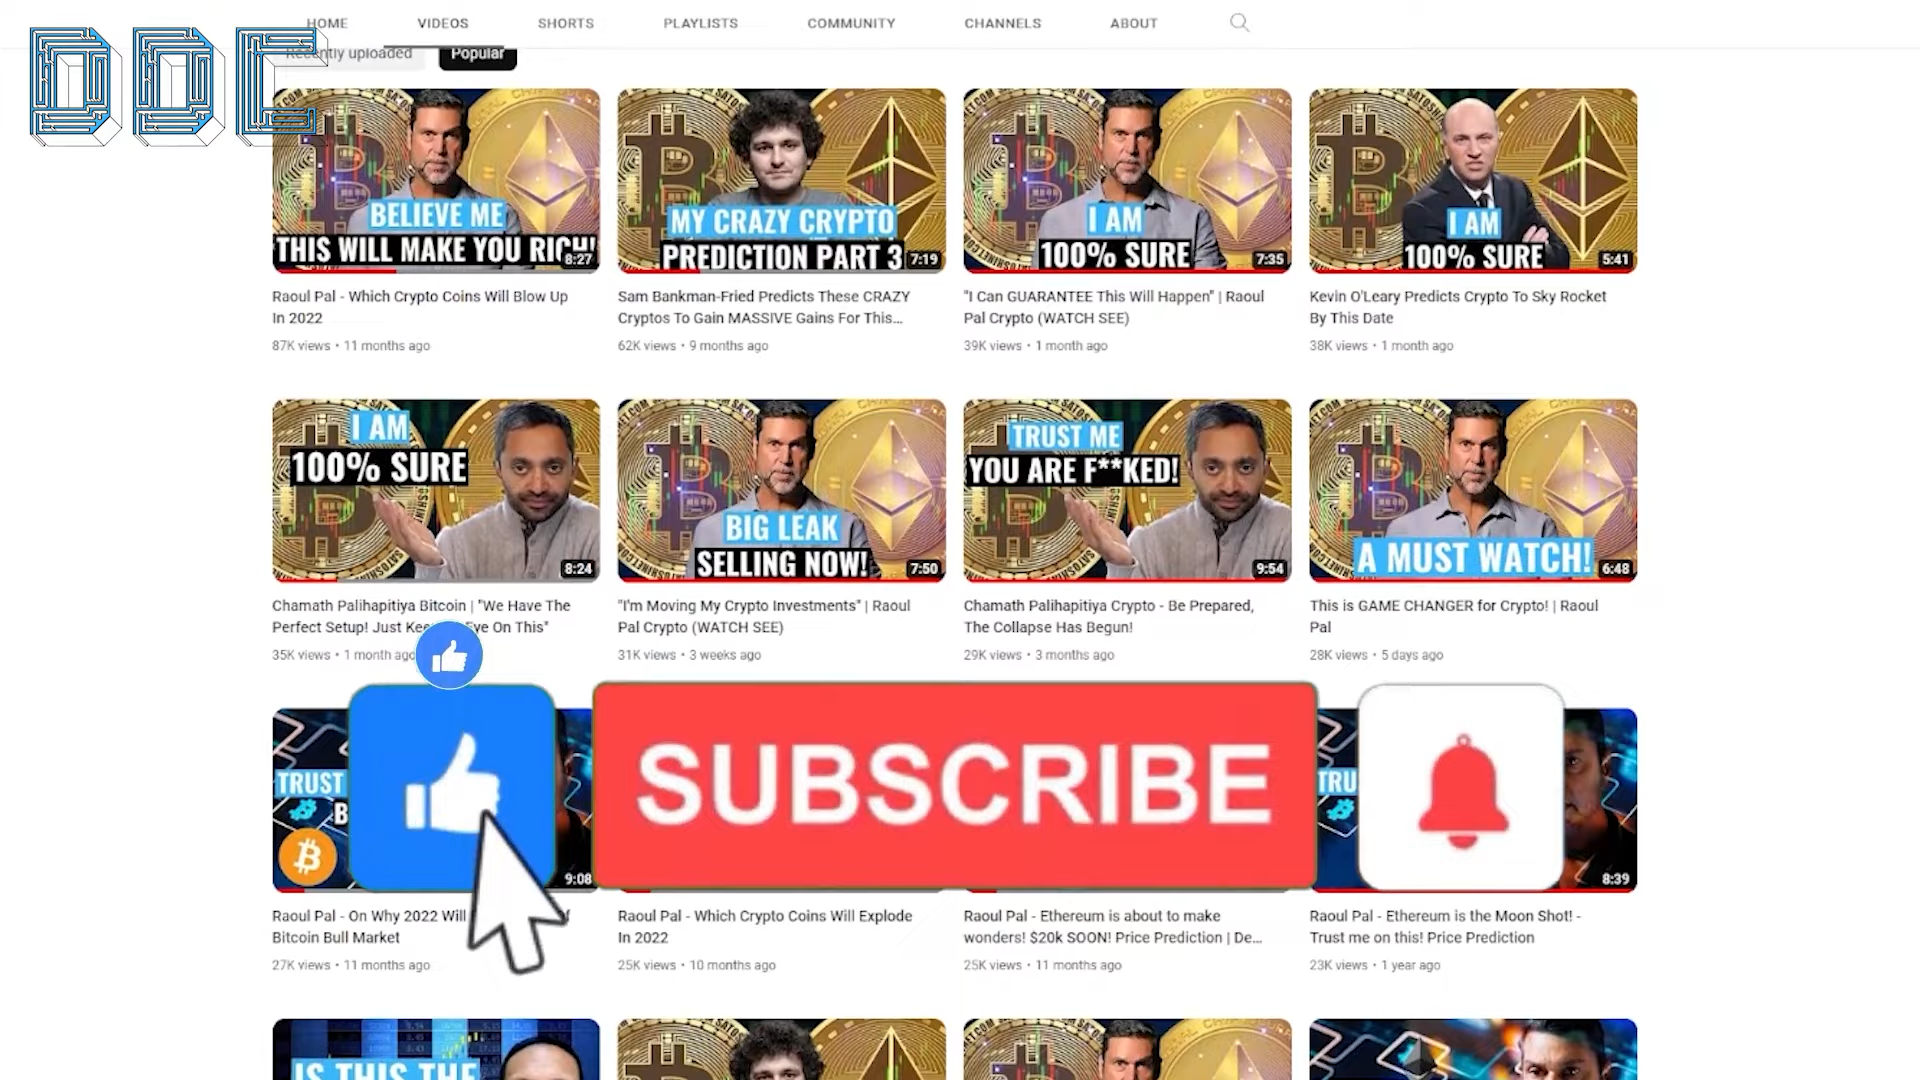 HOME VIDEOS SHORTS PLAYLISTS COMMUNITY CHANNELS ABOUT
DDC
Recently uploaded Popular
BELIEVE ME
THIS WILL MAKE YOU RICH!
8:27
MY CRAZY CRYPTO
PREDICTION PART 3
7:19
I AM
100% SURE
7:35
I AM
100% SURE
5:41
Raoul Pal - Which Crypto Coins Will Blow Up
In 2022
87K views • 11 months ago
Sam Bankman-Fried Predicts These CRAZY
Cryptos To Gain MASSIVE Gains For This...
62K views • 9 months ago
"I Can GUARANTEE This Will Happen" | Raoul
Pal Crypto (WATCH SEE)
39K views • 1 month ago
Kevin O'Leary Predicts Crypto To Sky Rocket
By This Date
38K views • 1 month ago
I AM
100% SURE
8:24
BIG LEAK
SELLING NOW!
7:50
TRUST ME
YOU ARE F**KED!
9:54
A MUST WATCH!
6:48
Chamath Palihapitiya Bitcoin | "We Have The
Perfect Setup! Just Eye On This"
35K views • 1 month ago
"I'm Moving My Crypto Investments" | Raoul
Pal Crypto (WATCH SEE)
31K views • 3 weeks ago
Chamath Palihapitiya Crypto - Be Prepared,
The Collapse Has Begun!
29K views • 3 months ago
This is GAME CHANGER for Crypto! | Raoul
Pal
28K views • 5 days ago
TRUST
9:08
SUBSCRIBE
8:39
Raoul Pal - On Why 2022 Will
Bitcoin Bull Market
27K views • 11 months ago
Raoul Pal - Which Crypto Coins Will Explode
In 2022
25K views • 10 months ago
Raoul Pal - Ethereum is about to make
wonders! $20k SOON! Price Prediction | De...
25K views • 11 months ago
Raoul Pal - Ethereum is the Moon Shot! -
Trust me on this! Price Prediction
23K views • 1 year ago
IS THIS THE